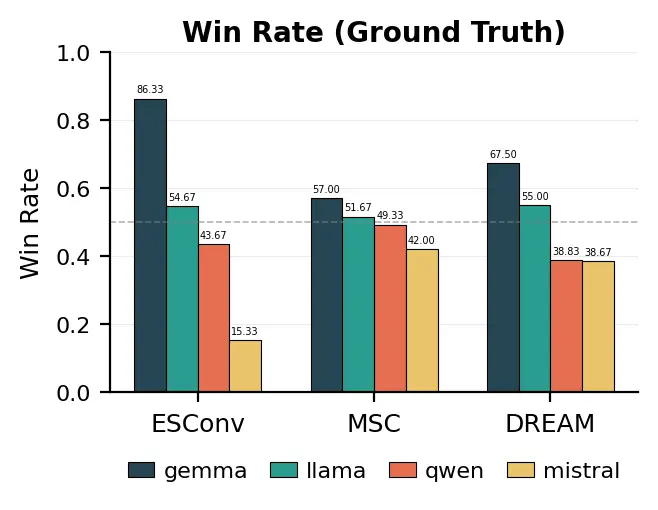 Win Rate (Ground Truth)
Win Rate
1.0
0.8
0.6
0.4
0.2
0.0
86.33
54.67
43.67
15.33
57.00
51.67
49.33
42.00
67.50
55.00
38.83
38.67
ESConv
MSC
DREAM
gemma
llama
qwen
mistral